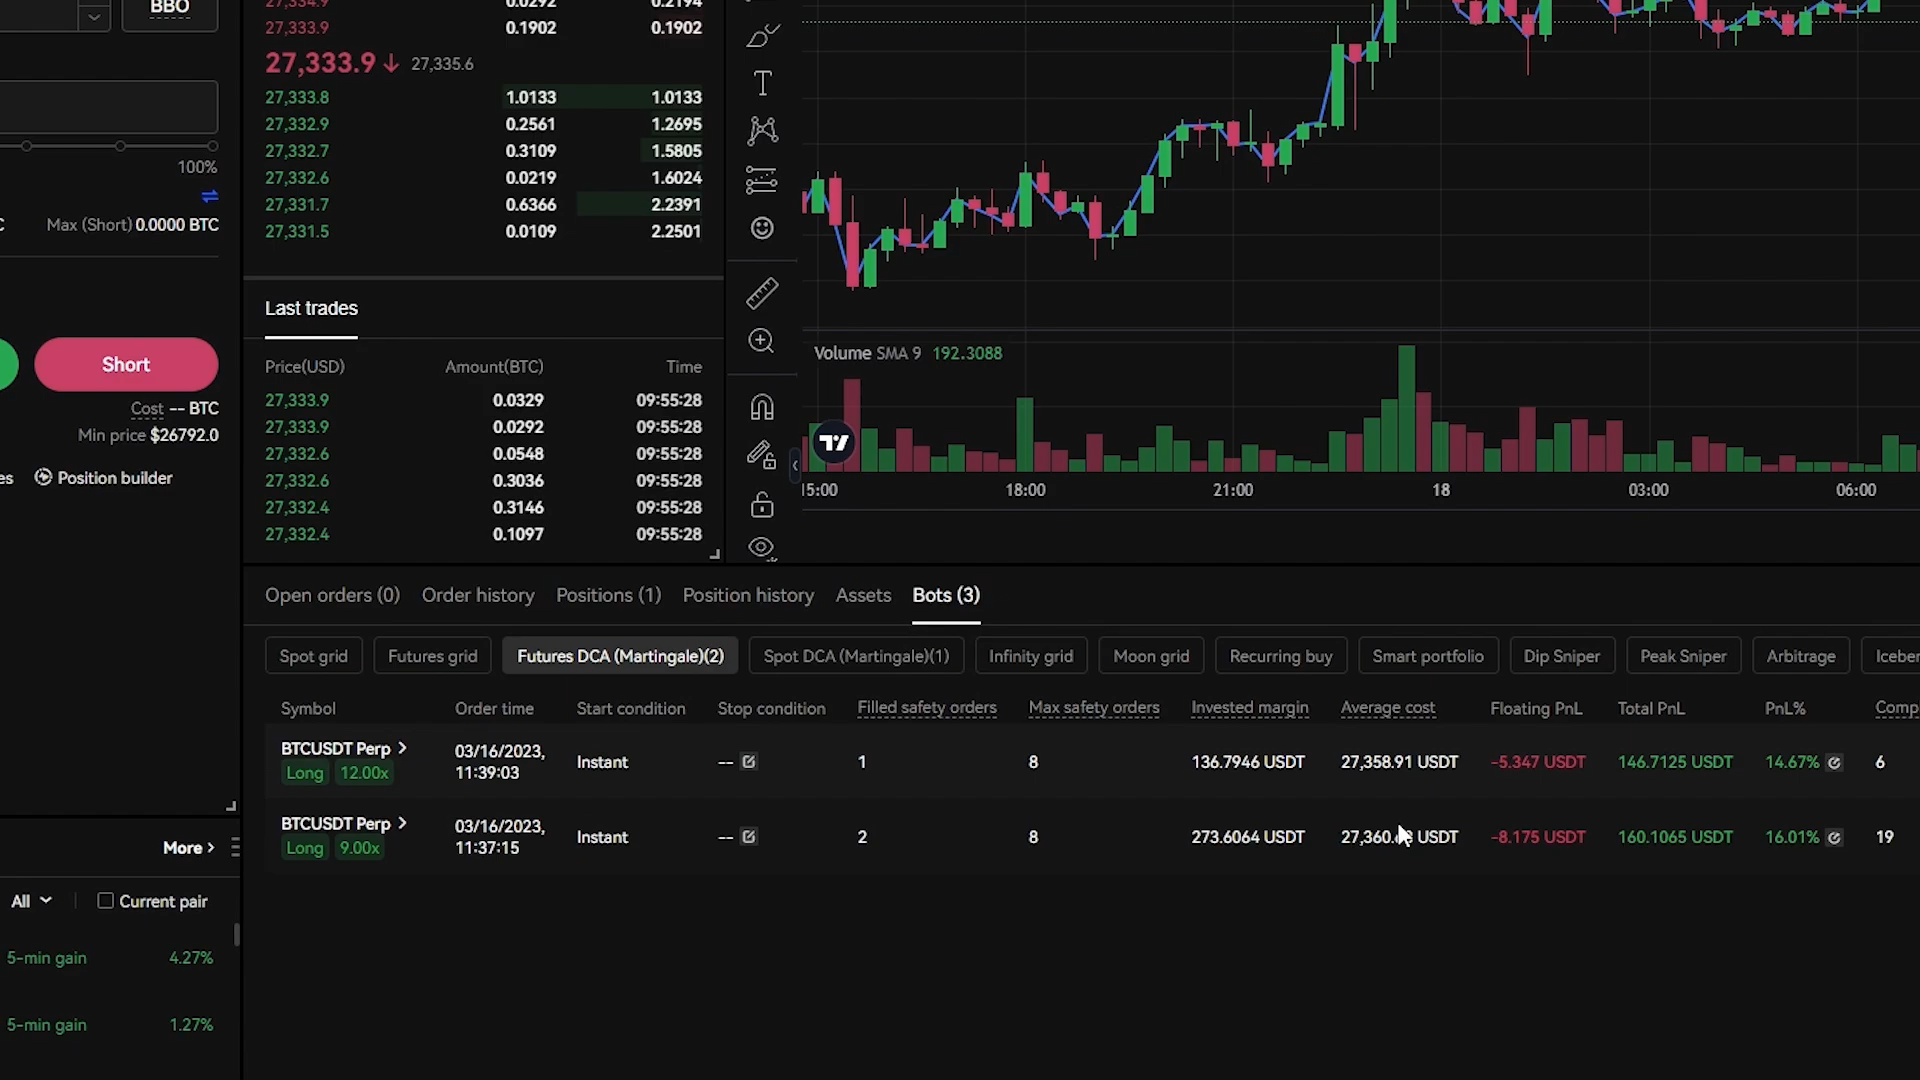 BBO
27,334.9 0.0292 0.2194
27,333.9 0.1902 0.1902
27,333.9 ↓ 27,335.6
27,333.8 1.0133 1.0133
27,332.9 0.2561 1.2695
27,332.7 0.3109 1.5805
27,332.6 0.0219 1.6024
27,331.7 0.6366 2.2391
27,331.5 0.0109 2.2501
100%
C Max (Short) 0.0000 BTC
Short
Cost -- BTC
Min price $26792.0
es Position builder
Last trades
Price(USD) Amount(BTC) Time
27,333.9 0.0329 09:55:28
27,333.9 0.0292 09:55:28
27,332.6 0.0548 09:55:28
27,332.6 0.3036 09:55:28
27,332.4 0.3146 09:55:28
27,332.4 0.1097 09:55:28
T
Volume SMA 9 192.3088
15:00 18:00 21:00 18 03:00 06:00
Open orders (0) Order history Positions (1) Position history Assets Bots (3)
Spot grid Futures grid Futures DCA (Martingale)(2) Spot DCA (Martingale)(1) Infinity grid Moon grid Recurring buy Smart portfolio Dip Sniper Peak Sniper Arbitrage Iceber
Symbol Order time Start condition Stop condition Filled safety orders Max safety orders Invested margin Average cost Floating PnL Total PnL PnL% Comp
BTCUSDT Perp > 03/16/2023, Instant -- 1 8 136.7946 USDT 27,358.91 USDT -5.347 USDT 146.7125 USDT 14.67% 6
Long 12.00x 11:39:03
BTCUSDT Perp > 03/16/2023, Instant -- 2 8 273.6064 USDT USDT -8.175 USDT 160.1065 USDT 16.01% 19
Long 9.00x 11:37:15
More >
All Current pair
5-min gain 4.27%
5-min gain 1.27%